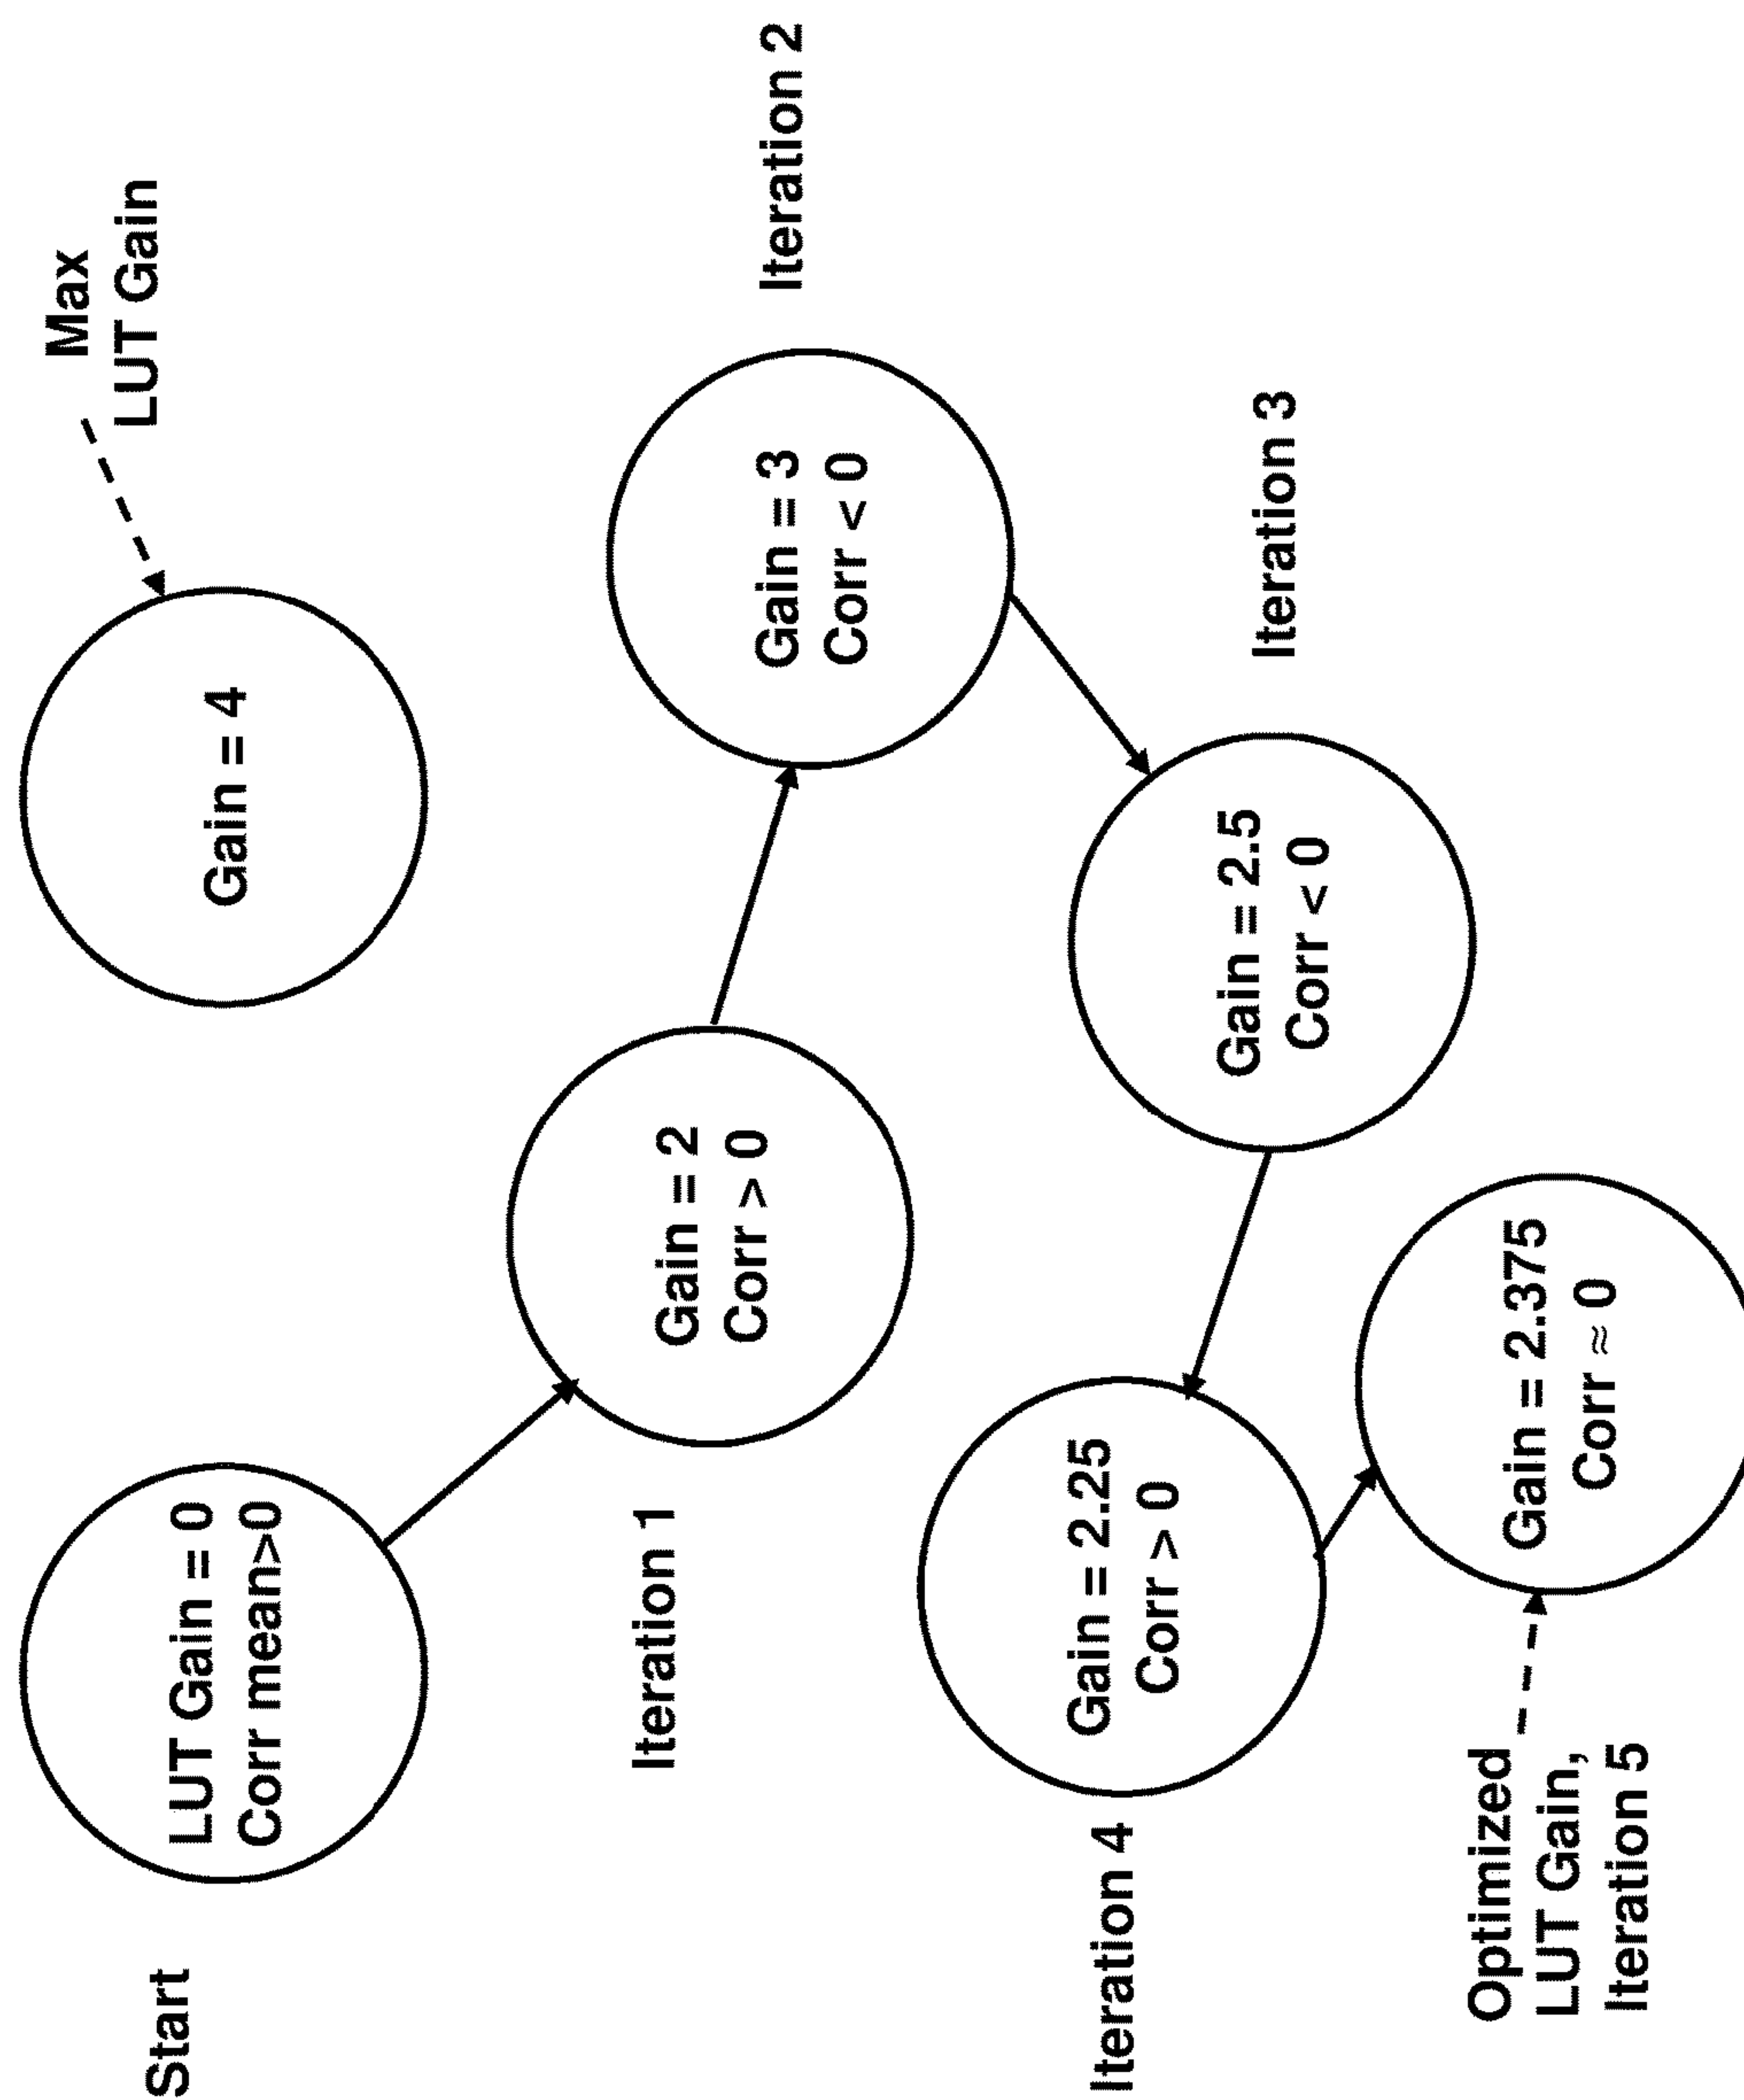 Start
LUT Gain = 0
Corr mean>0
Gain = 4
Max
LUT Gain
Iteration 1
Gain = 2
Corr > 0
Gain = 3
Corr < 0
Iteration 2
Iteration 4
Gain = 2.25
Corr > 0
Gain = 2.5
Corr < 0
Iteration 3
Optimized
LUT Gain,
Iteration 5
Gain = 2.375
Corr ≈ 0